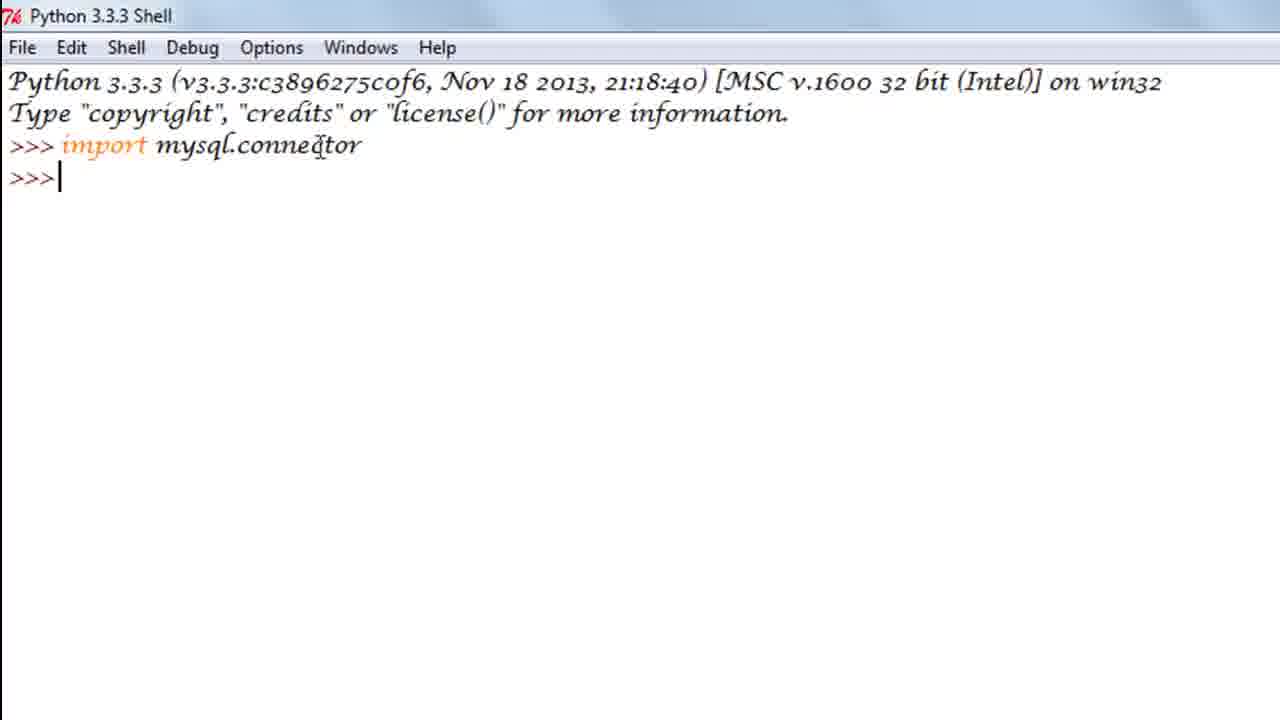 Python 3.3.3 Shell
File Edit Shell Debug Options Windows Help
Python 3.3.3 (v3.3.3:c3896275c0f6, Nov 18 2013, 21:18:40) [MSC v.1600 32 bit (Intel)] on win32
Type "copyright", "credits" or "license()" for more information.
>>> import mysql.connector
>>>